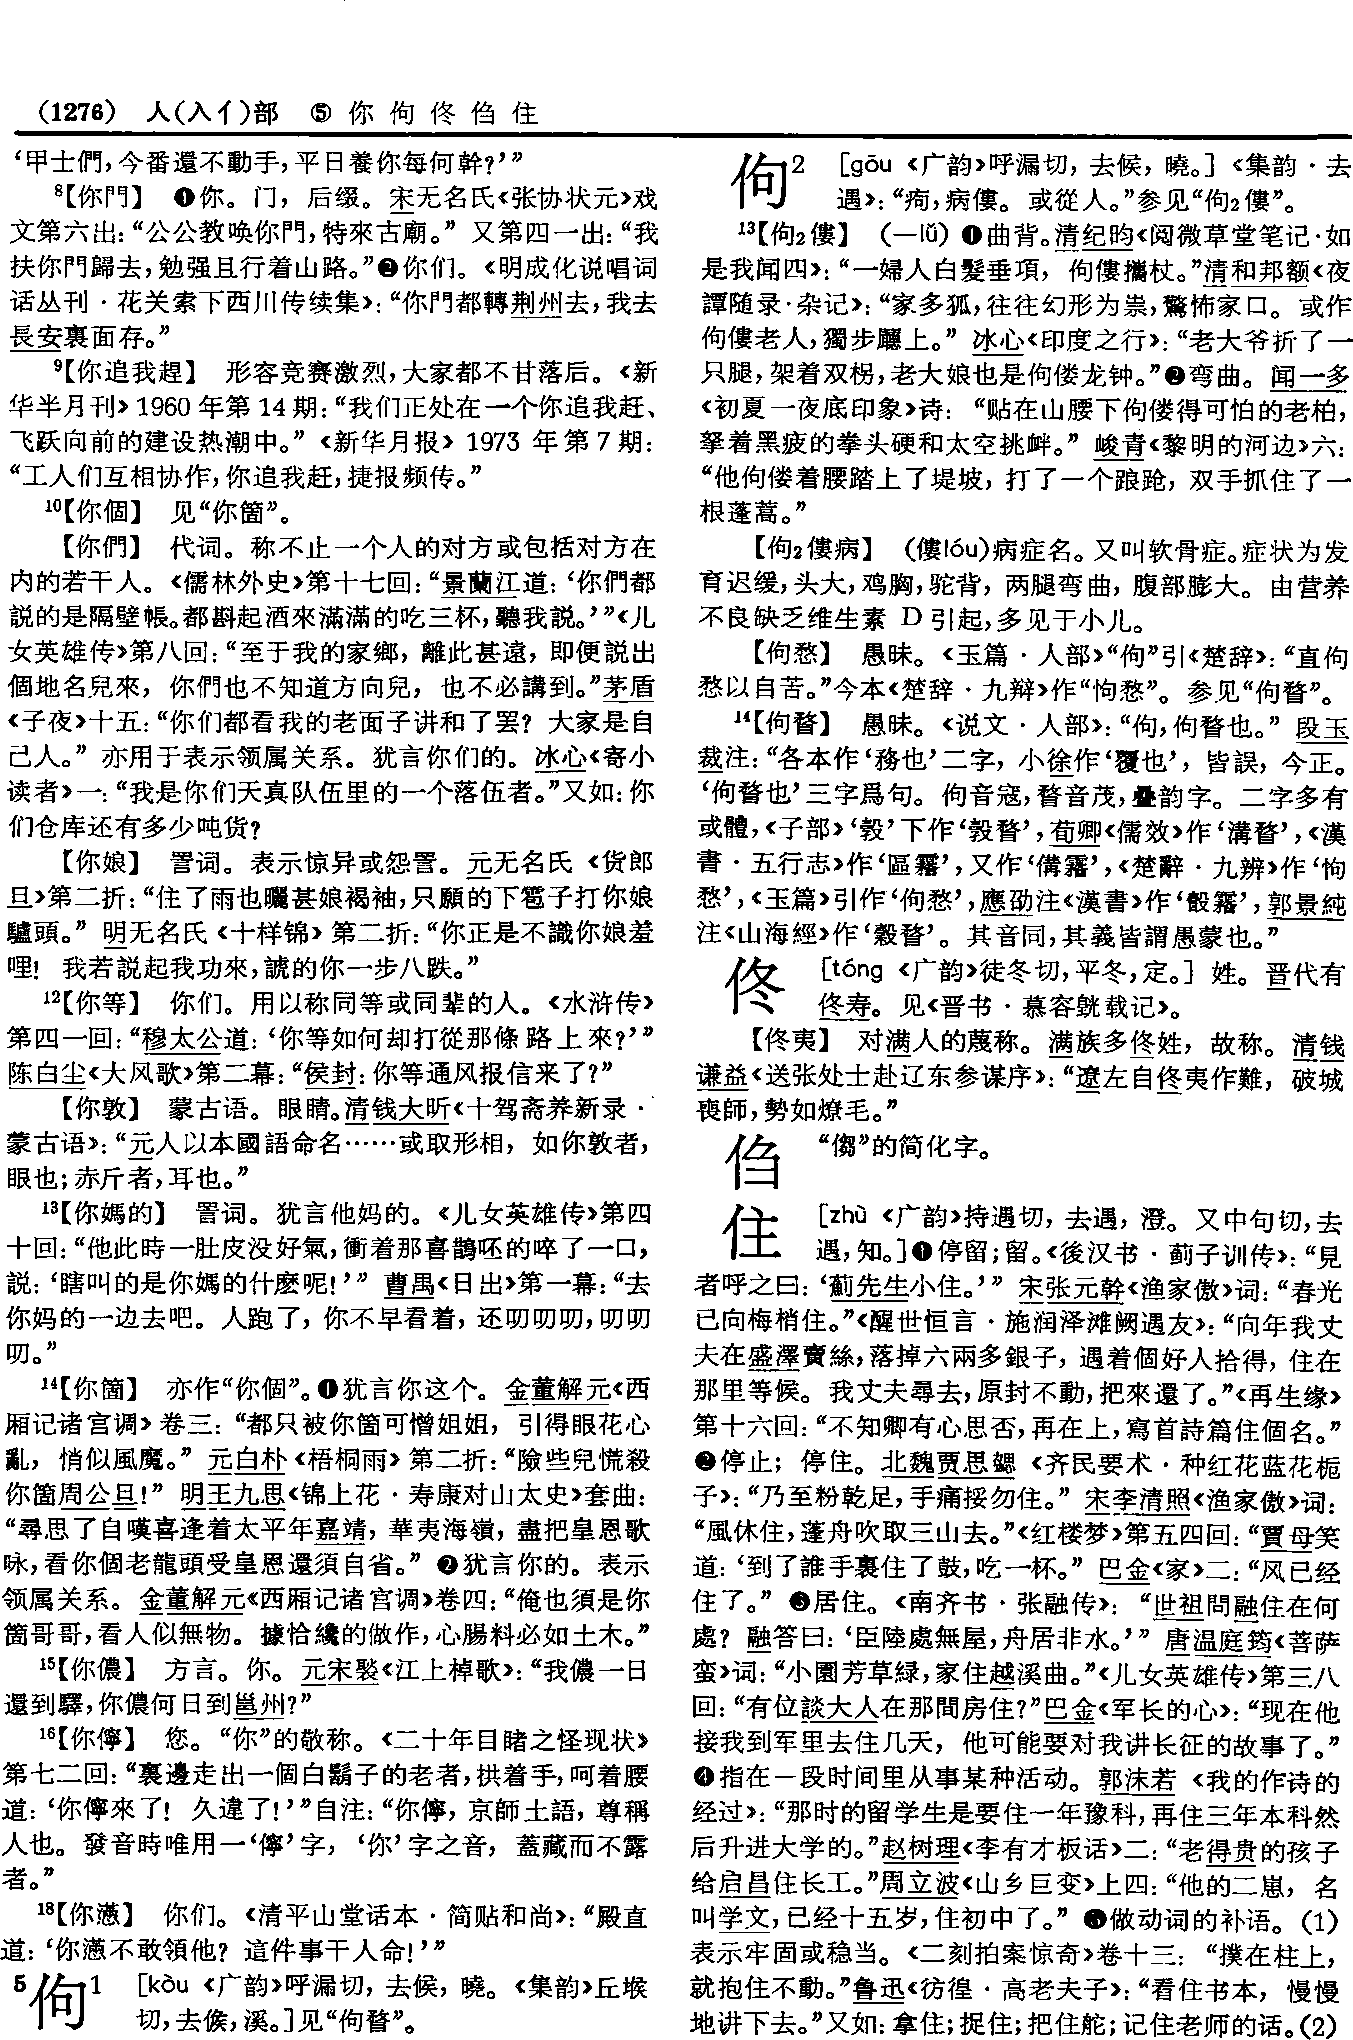 (1276) 人(入亻)部 ⑤ 你佝佟㑇住
‘甲士們,今番還不動手,平日養你每何幹?’”
8【你門】 ❶你。门,后缀。宋无名氏《张协状元》戏
文第六出:“公公教唤你門,特來古廟。” 又第四一出:“我
扶你門歸去,勉强且行着山路。”❷你们。《明成化说唱词
话丛刊·花关索下西川传续集》:“你門都轉荆州去,我去
長安裏面存。”
9【你追我趕】 形容竞赛激烈,大家都不甘落后。《新
华半月刊》1960年第14期:“我们正处在一个你追我赶、
飞跃向前的建设热潮中。”《新华月报》1973年第7期:
“工人们互相协作,你追我赶,捷报频传。”
10【你個】 见“你箇”。
【你們】 代词。称不止一个人的对方或包括对方在
内的若干人。《儒林外史》第十七回:“景蘭江道:‘你們都
説的是隔壁帳。都斟起酒來滿滿的吃三杯,聽我説。’”《儿
女英雄传》第八回:“至于我的家鄉,離此甚遠,即便説出
個地名兒來,你們也不知道方向兒,也不必講到。”茅盾
《子夜》十五:“你们都看我的老面子讲和了罢?大家是自
己人。” 亦用于表示领属关系。犹言你们的。冰心《寄小
读者》一:“我是你们天真队伍里的一个落伍者。”又如:你
们仓库还有多少吨货?
【你娘】 詈词。表示惊异或怨詈。元无名氏《货郎
旦》第二折:“住了雨也曬甚娘褐袖,只願的下雹子打你娘
驢頭。” 明无名氏《十样锦》第二折:“你正是不識你娘羞
哩!我若説起我功來,諕的你一步八跌。”
12【你等】 你们。用以称同等或同辈的人。《水浒传》
第四一回:“穆太公道:‘你等如何却打從那條路上來?’”
陈白尘《大风歌》第二幕:“侯封:你等通风报信来了?”
【你敦】 蒙古语。眼睛。清钱大昕《十驾斋养新录·
蒙古语》:“元人以本國語命名……或取形相,如你敦者,
眼也;赤斤者,耳也。”
13【你媽的】 詈词。犹言他妈的。《儿女英雄传》第四
十回:“他此時一肚皮没好氣,衝着那喜鵲呸的啐了一口,
説:‘瞎叫的是你媽的什麽呢!’” 曹禺《日出》第一幕:“去
你妈的一边去吧。人跑了,你不早看着,还叨叨叨,叨叨
叨。”
14【你箇】 亦作“你個”。❶犹言你这个。金董解元《西
厢记诸宫调》卷三:“都只被你箇可憎姐姐,引得眼花心
亂,悄似風魔。” 元白朴《梧桐雨》第二折:“險些兒慌殺
你箇周公旦!” 明王九思《锦上花·寿康对山太史》套曲:
“尋思了自嘆喜逢着太平年嘉靖,華夷海嶺,盡把皇恩歌
咏,看你個老龍頭受皇恩還須自省。” ❷犹言你的。表示
领属关系。金董解元《西厢记诸宫调》卷四:“俺也須是你
箇哥哥,看人似無物。據恰纔的做作,心腸料必如土木。”
15【你儂】 方言。你。元宋褧《江上棹歌》:“我儂一日
還到驛,你儂何日到邕州?”
16【你儜】 您。“你”的敬称。《二十年目睹之怪现状》
第七二回:“裏邊走出一個白鬍子的老者,拱着手,呵着腰
道:‘你儜來了!久違了!’”自注:“你儜,京師土語,尊稱
人也。發音時唯用一‘儜’字,‘你’字之音,蓋藏而不露
者。”
18【你懣】 你们。《清平山堂话本·简贴和尚》:“殿直
道:‘你懣不敢領他?這件事干人命!’”
5 佝1 [kòu《广韵》呼漏切,去候,曉。《集韵》丘堠
切,去候,溪。]见“佝瞀”。
佝2 [gōu《广韵》呼漏切,去候,曉。]《集韵·去
遇》:“痀,病僂。或從人。”参见“佝2僂”。
13【佝2僂】 (—lǚ)❶曲背。清纪昀《阅微草堂笔记·如
是我闻四》:“一婦人白髮垂項,佝僂攜杖。”清和邦额《夜
譚随录·杂记》:“家多狐,往往幻形为祟,驚怖家口。或作
佝僂老人,獨步廳上。” 冰心《印度之行》:“老大爷折了一
只腿,架着双枴,老大娘也是佝偻龙钟。”❷弯曲。闻一多
《初夏一夜底印象》诗:“贴在山腰下佝偻得可怕的老柏,
拏着黑疲的拳头硬和太空挑衅。” 峻青《黎明的河边》六:
“他佝偻着腰踏上了堤坡,打了一个踉跄,双手抓住了一
根蓬蒿。”
【佝2僂病】 (僂lóu)病症名。又叫软骨症。症状为发
育迟缓,头大,鸡胸,驼背,两腿弯曲,腹部膨大。由营养
不良缺乏维生素D引起,多见于小儿。
【佝愁】 愚昧。《玉篇·人部》“佝”引《楚辞》:“直佝
愁以自苦。”今本《楚辞·九辩》作“怐愁”。参见“佝瞀”。
14【佝瞀】 愚昧。《说文·人部》:“佝,佝瞀也。” 段玉
裁注:“各本作‘務也’二字,小徐作‘覆也’,皆誤,今正。
‘佝瞀也’三字爲句。佝音寇,瞀音茂,叠韵字。二字多有
或體,《子部》‘㝅’下作‘㝅瞀’,荀卿《儒效》作‘溝瞀’,《漢
書·五行志》作‘區霿’,又作‘傋霿’,《楚辭·九辨》作‘怐
愁’,《玉篇》引作‘佝愁’,應劭注《漢書》作‘瞉霿’,郭景純
注《山海經》作‘穀瞀’。其音同,其義皆謂愚蒙也。”
佟 [tóng《广韵》徒冬切,平冬,定。]姓。晋代有
佟寿。见《晋书·慕容皝载记》。
【佟夷】 对满人的蔑称。满族多佟姓,故称。清钱
谦益《送张处士赴辽东参谋序》:“遼左自佟夷作難,破城
喪師,勢如燎毛。”
㑇 “㑳”的简化字。
住 [zhù《广韵》持遇切,去遇,澄。又中句切,去
遇,知。]❶停留;留。《後汉书·蓟子训传》:“見
者呼之曰:‘薊先生小住。’” 宋张元幹《渔家傲》词:“春光
已向梅梢住。”《醒世恒言·施润泽滩阙遇友》:“向年我丈
夫在盛澤賣絲,落掉六兩多銀子,遇着個好人拾得,住在
那里等候。我丈夫尋去,原封不動,把來還了。”《再生缘》
第十六回:“不知卿有心思否,再在上,寫首詩篇住個名。”
❷停止;停住。北魏贾思勰《齐民要术·种红花蓝花栀
子》:“乃至粉乾足,手痛挼勿住。” 宋李清照《渔家傲》词:
“風休住,蓬舟吹取三山去。”《红楼梦》第五四回:“賈母笑
道:‘到了誰手裏住了鼓,吃一杯。” 巴金《家》二:“风已经
住了。” ❸居住。《南齐书·张融传》:“世祖問融住在何
處?融答曰:‘臣陸處無屋,舟居非水。’” 唐温庭筠《菩萨
蛮》词:“小園芳草緑,家住越溪曲。”《儿女英雄传》第三八
回:“有位談大人在那間房住?”巴金《军长的心》:“现在他
接我到军里去住几天,他可能要对我讲长征的故事了。”
❹指在一段时间里从事某种活动。郭沫若《我的作诗的
经过》:“那时的留学生是要住一年豫科,再住三年本科然
后升进大学的。”赵树理《李有才板话》二:“老得贵的孩子
给启昌住长工。”周立波《山乡巨变》上四:“他的二崽,名
叫学文,已经十五岁,住初中了。” ❺做动词的补语。(1)
表示牢固或稳当。《二刻拍案惊奇》卷十三:“撲在柱上,
就抱住不動。”鲁迅《彷徨·高老夫子》:“看住书本,慢慢
地讲下去。”又如:拿住;捉住;把住舵;记住老师的话。(2)